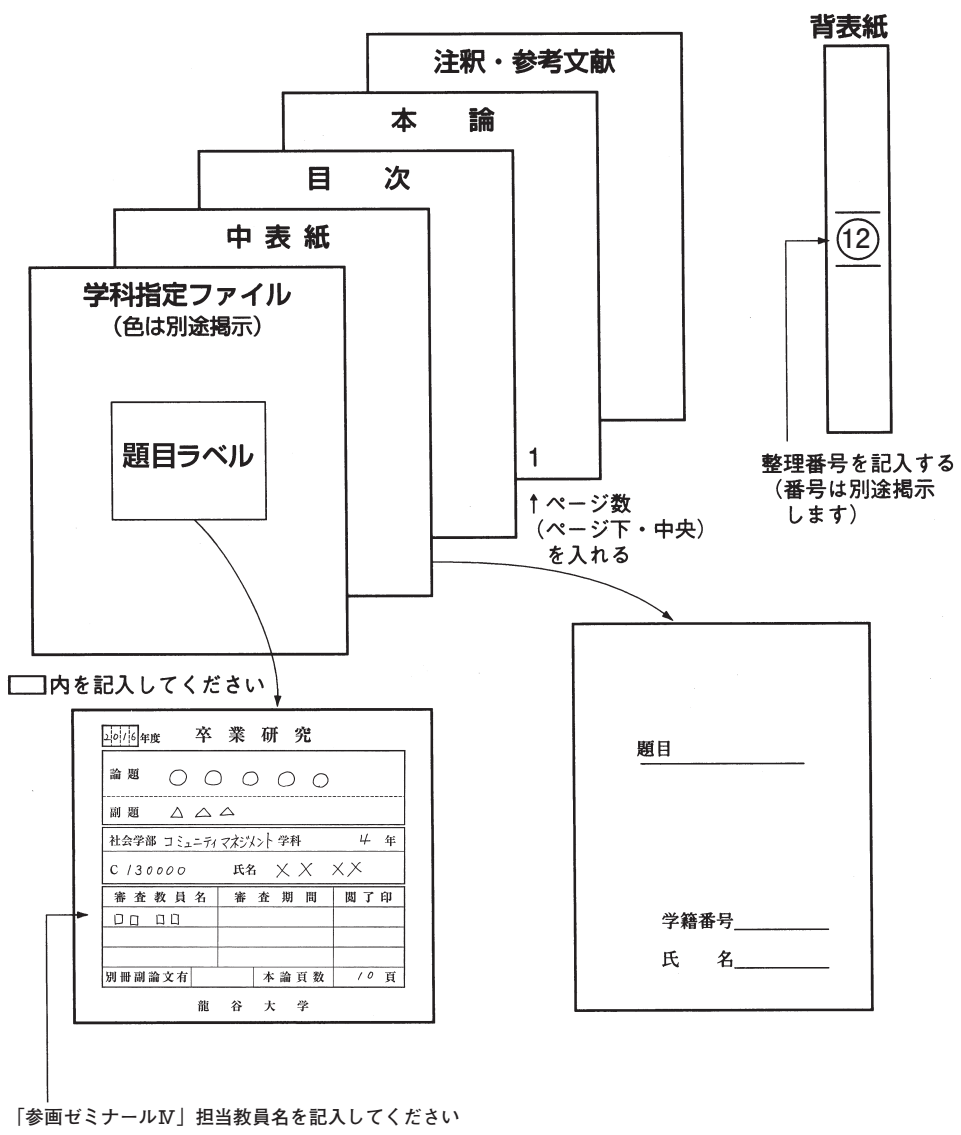 背表紙
注釈・参考文献
本　論
目　次
中表紙
学科指定ファイル
（色は別途掲示）
題目ラベル
12
1
↑ページ数
（ページ下・中央）
を入れる
整理番号を記入する
（番号は別途掲示
します）
内を記入してください
2016年度　卒業研究
論題　○ ○ ○ ○ ○
副題　△ △ △
社会学部 コミュニティマネジメント 学科　4 年
C 130000　氏名　×× ××
審査教員名　審査期間　閲了印
□□ □□
別冊副論文有　本論頁数　10 頁
龍谷大学
題目
学籍番号
氏　名
「参画ゼミナールⅣ」担当教員名を記入してください